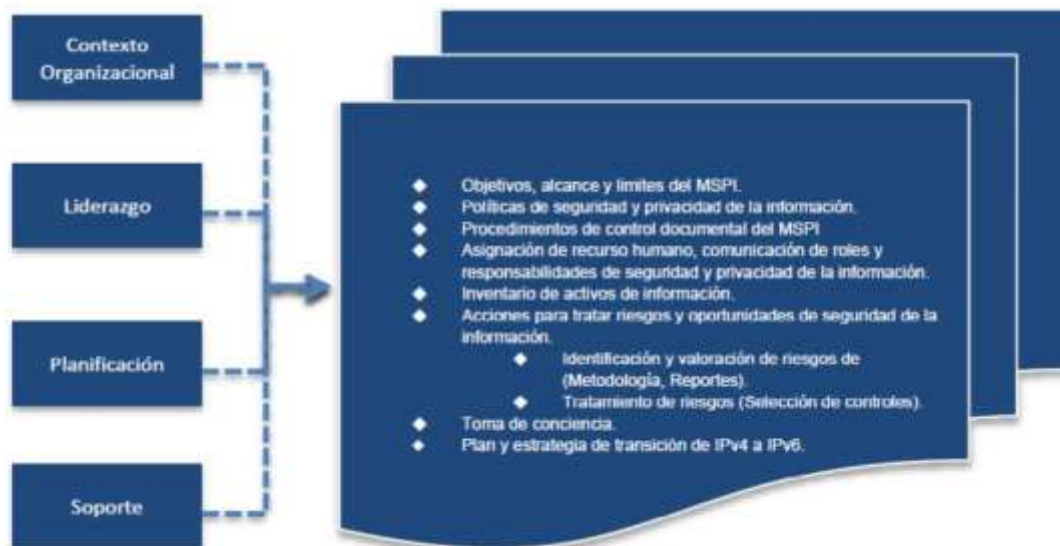 Contexto
Organizacional
Liderazgo
Planificación
Soporte
Objetivos, alcance y limites del MSPI.
Políticas de seguridad y privacidad de la información.
Procedimientos de control documental del MSPI
Asignación de recurso humano, comunicación de roles y
responsabilidades de seguridad y privacidad de la información.
Inventario de activos de información.
Acciones para tratar riesgos y oportunidades de seguridad de la
información.
Identificación y valoración de riesgos de
(Metodología, Reportes).
Tratamiento de riesgos (Selección de controles).
Toma de conciencia.
Plan y estrategia de transición de IPv4 a IPv6.